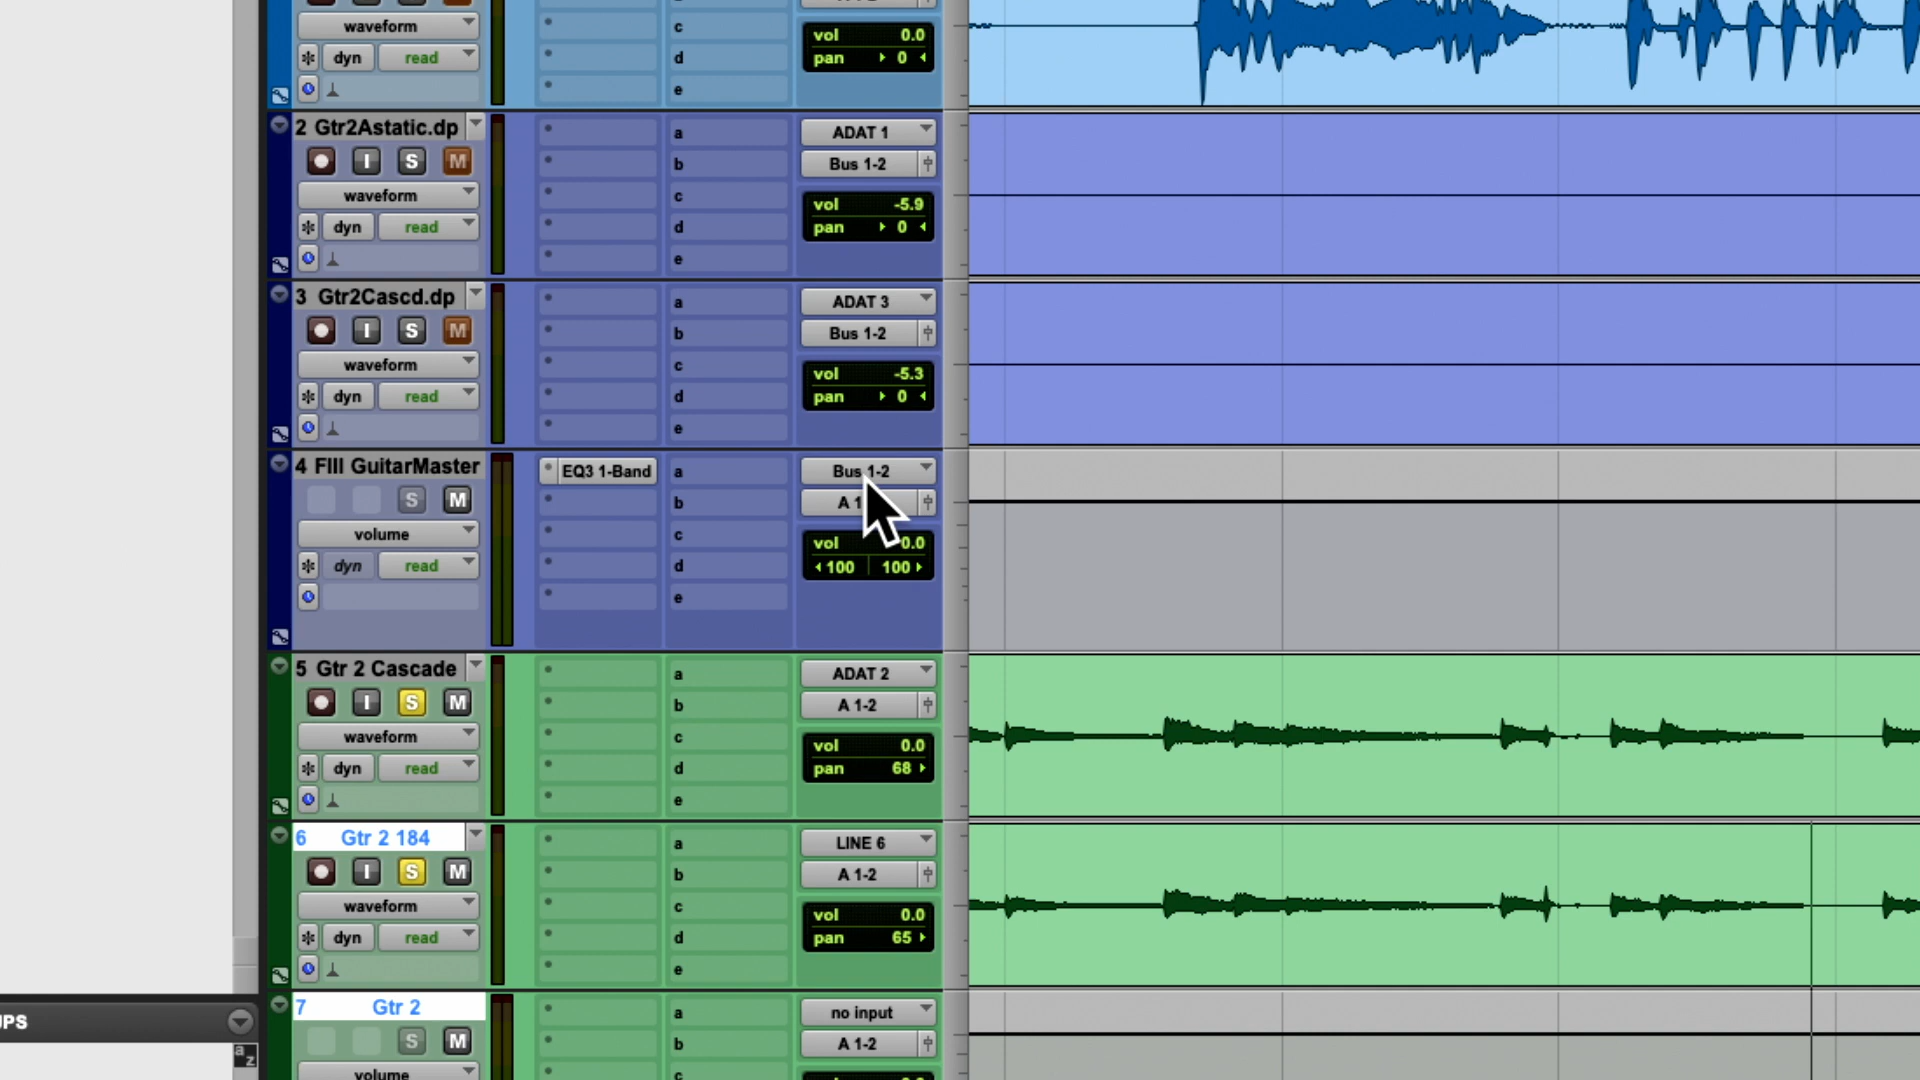 waveform
c
vol 0.0
dyn read
d
pan 0
e
2 Gtr2Astatic.dp
a
ADAT 1
I S M
b
Bus 1-2
waveform
c
vol -5.9
dyn read
d
pan 0
e
3 Gtr2Cascd.dp
a
ADAT 3
I S M
b
Bus 1-2
waveform
c
vol -5.3
dyn read
d
pan 0
e
4 FIII GuitarMaster
EQ3 1-Band
a
Bus 1-2
S M
b
A 1
volume
c
vol 0.0
dyn read
d
100 100
e
5 Gtr 2 Cascade
a
ADAT 2
I S M
b
A 1-2
waveform
c
vol 0.0
dyn read
d
pan 68
e
6 Gtr 2 184
a
LINE 6
I S M
b
A 1-2
waveform
c
vol 0.0
dyn read
d
pan 65
e
7 Gtr 2
a
no input
UPS
S M
b
A 1-2
a z
volume
c